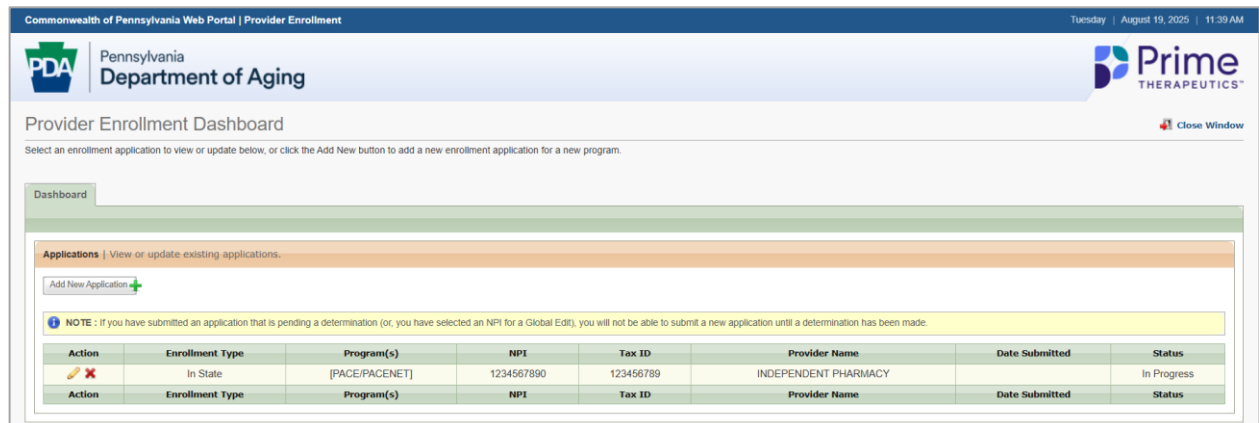 Commonwealth of Pennsylvania Web Portal | Provider Enrollment
Tuesday | August 19, 2025 | 11:39 AM
PDA
Pennsylvania
Department of Aging
Prime
THERAPEUTICS™
Provider Enrollment Dashboard
Close Window
Select an enrollment application to view or update below, or click the Add New button to add a new enrollment application for a new program.
Dashboard
Applications | View or update existing applications.
Add New Application
NOTE : If you have submitted an application that is pending a determination (or, you have selected an NPI for a Global Edit), you will not be able to submit a new application until a determination has been made.
Action Enrollment Type Program(s) NPI Tax ID Provider Name Date Submitted Status
In State [PACE/PACENET] 1234567890 123456789 INDEPENDENT PHARMACY In Progress
Action Enrollment Type Program(s) NPI Tax ID Provider Name Date Submitted Status